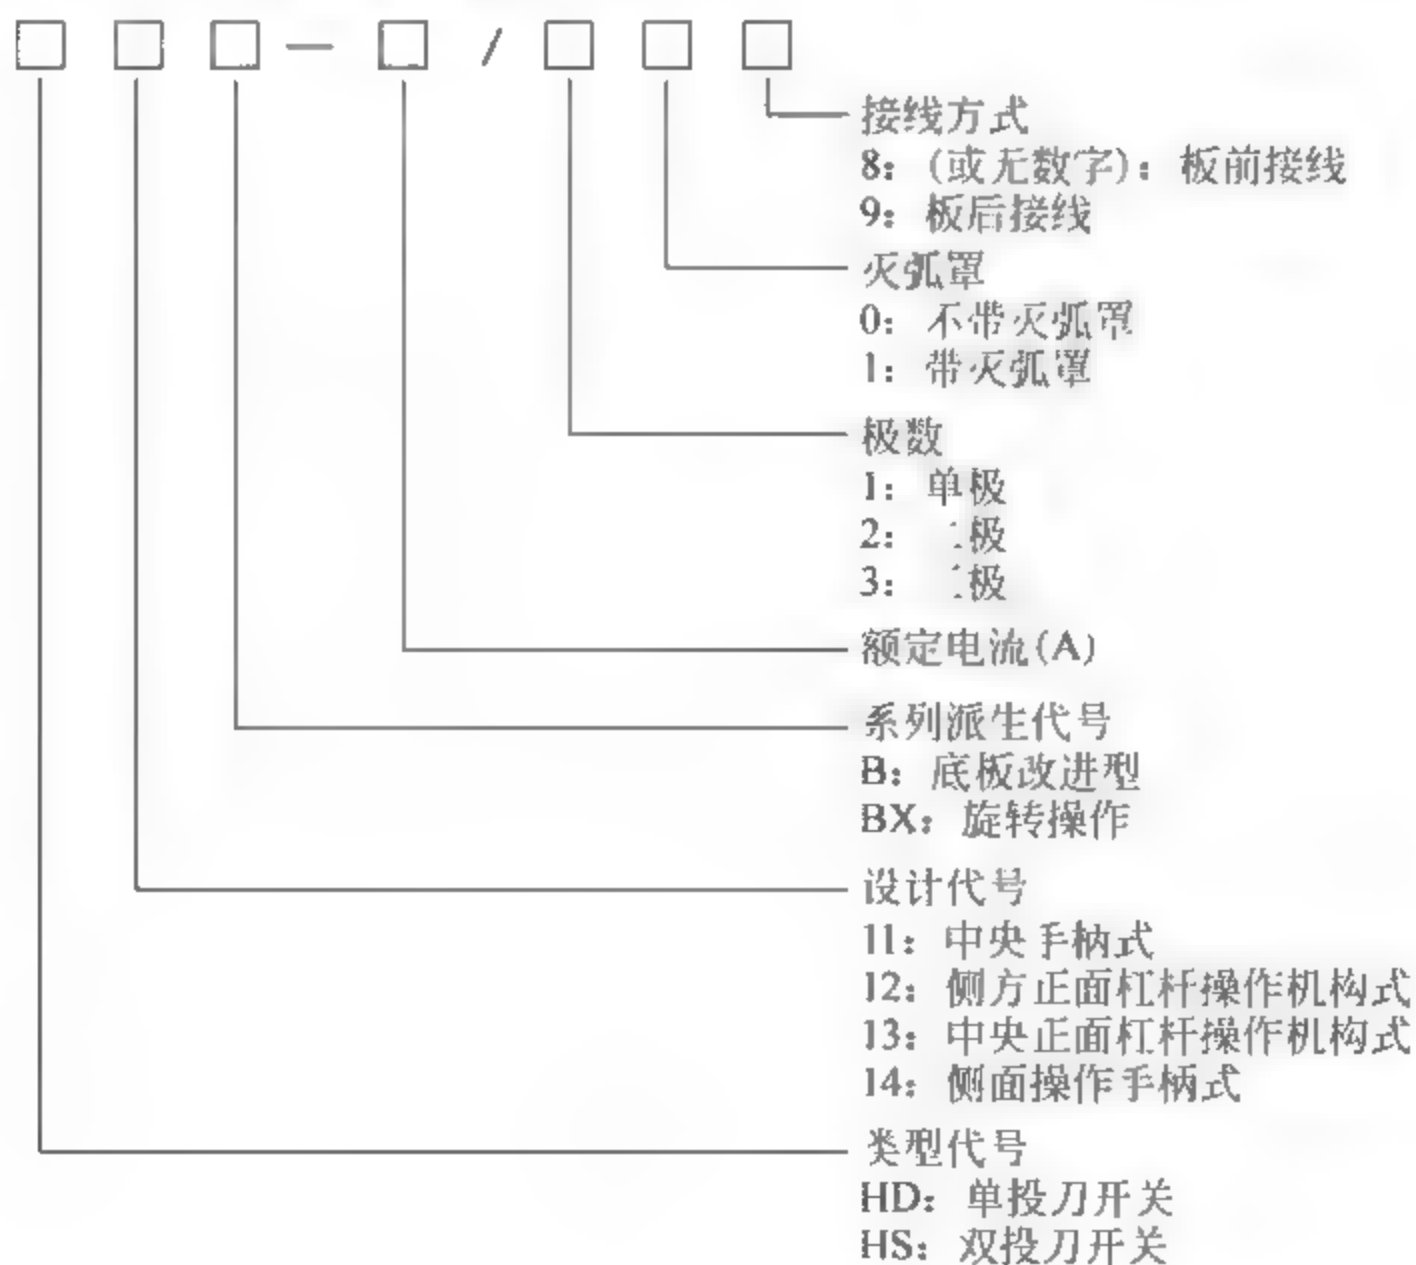 □ □ □ — □ / □ □ □
接线方式
8：(或无数字)：板前接线
9：板后接线
灭弧罩
0：不带灭弧罩
1：带灭弧罩
极数
1：单极
2：极
3：极
额定电流(A)
系列派生代号
B：底板改进型
BX：旋转操作
设计代号
11：中央手柄式
12：侧方正面杠杆操作机构式
13：中央正面杠杆操作机构式
14：侧面操作手柄式
类型代号
HD：单投刀开关
HS：双投刀开关